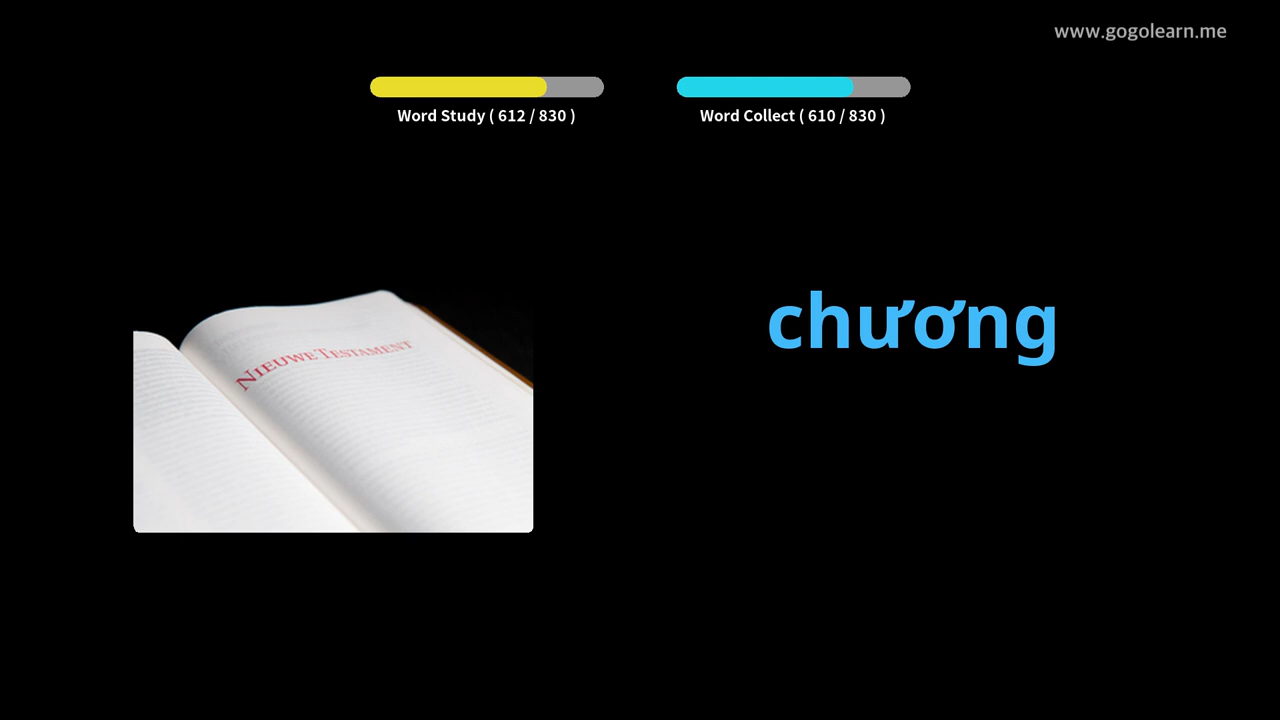 www.gogolearn.me
Word Study ( 612 / 830 )
Word Collect ( 610 / 830 )
NIEUWE TESTAMENT
chương